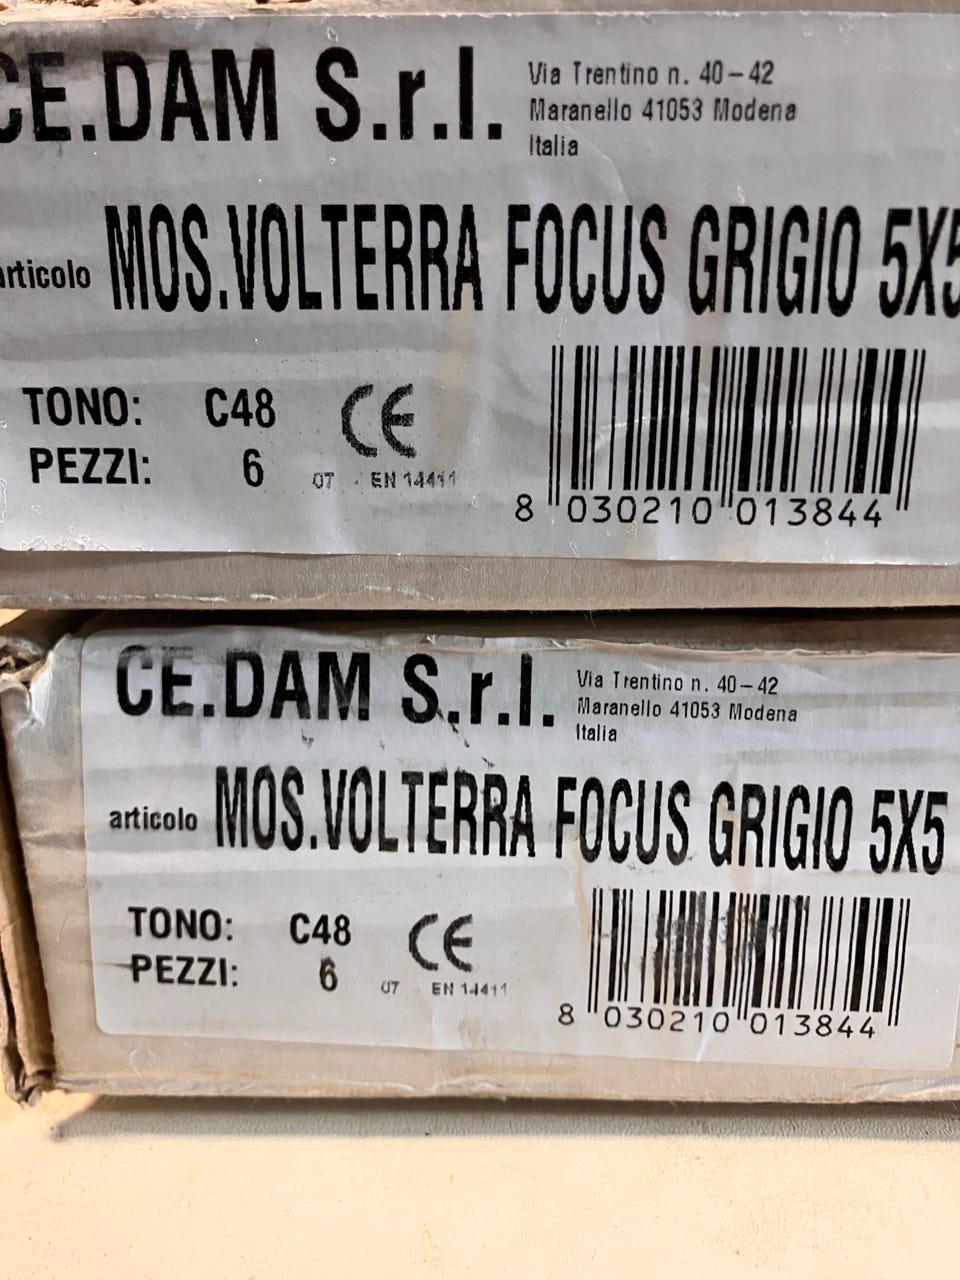 CE.DAM S.r.l.
Via Trentino n. 40-42
Maranello 41053 Modena
Italia
articolo MOS.VOLTERRA FOCUS GRIGIO 5X5
TONO: C48
PEZZI: 6
CE
07 EN 14411
8 030210 013844
CE.DAM S.r.l.
Via Trentino n. 40-42
Maranello 41053 Modena
Italia
articolo MOS.VOLTERRA FOCUS GRIGIO 5X5
TONO: C48
PEZZI: 6
CE
07 EN 14411
8 030210 013844